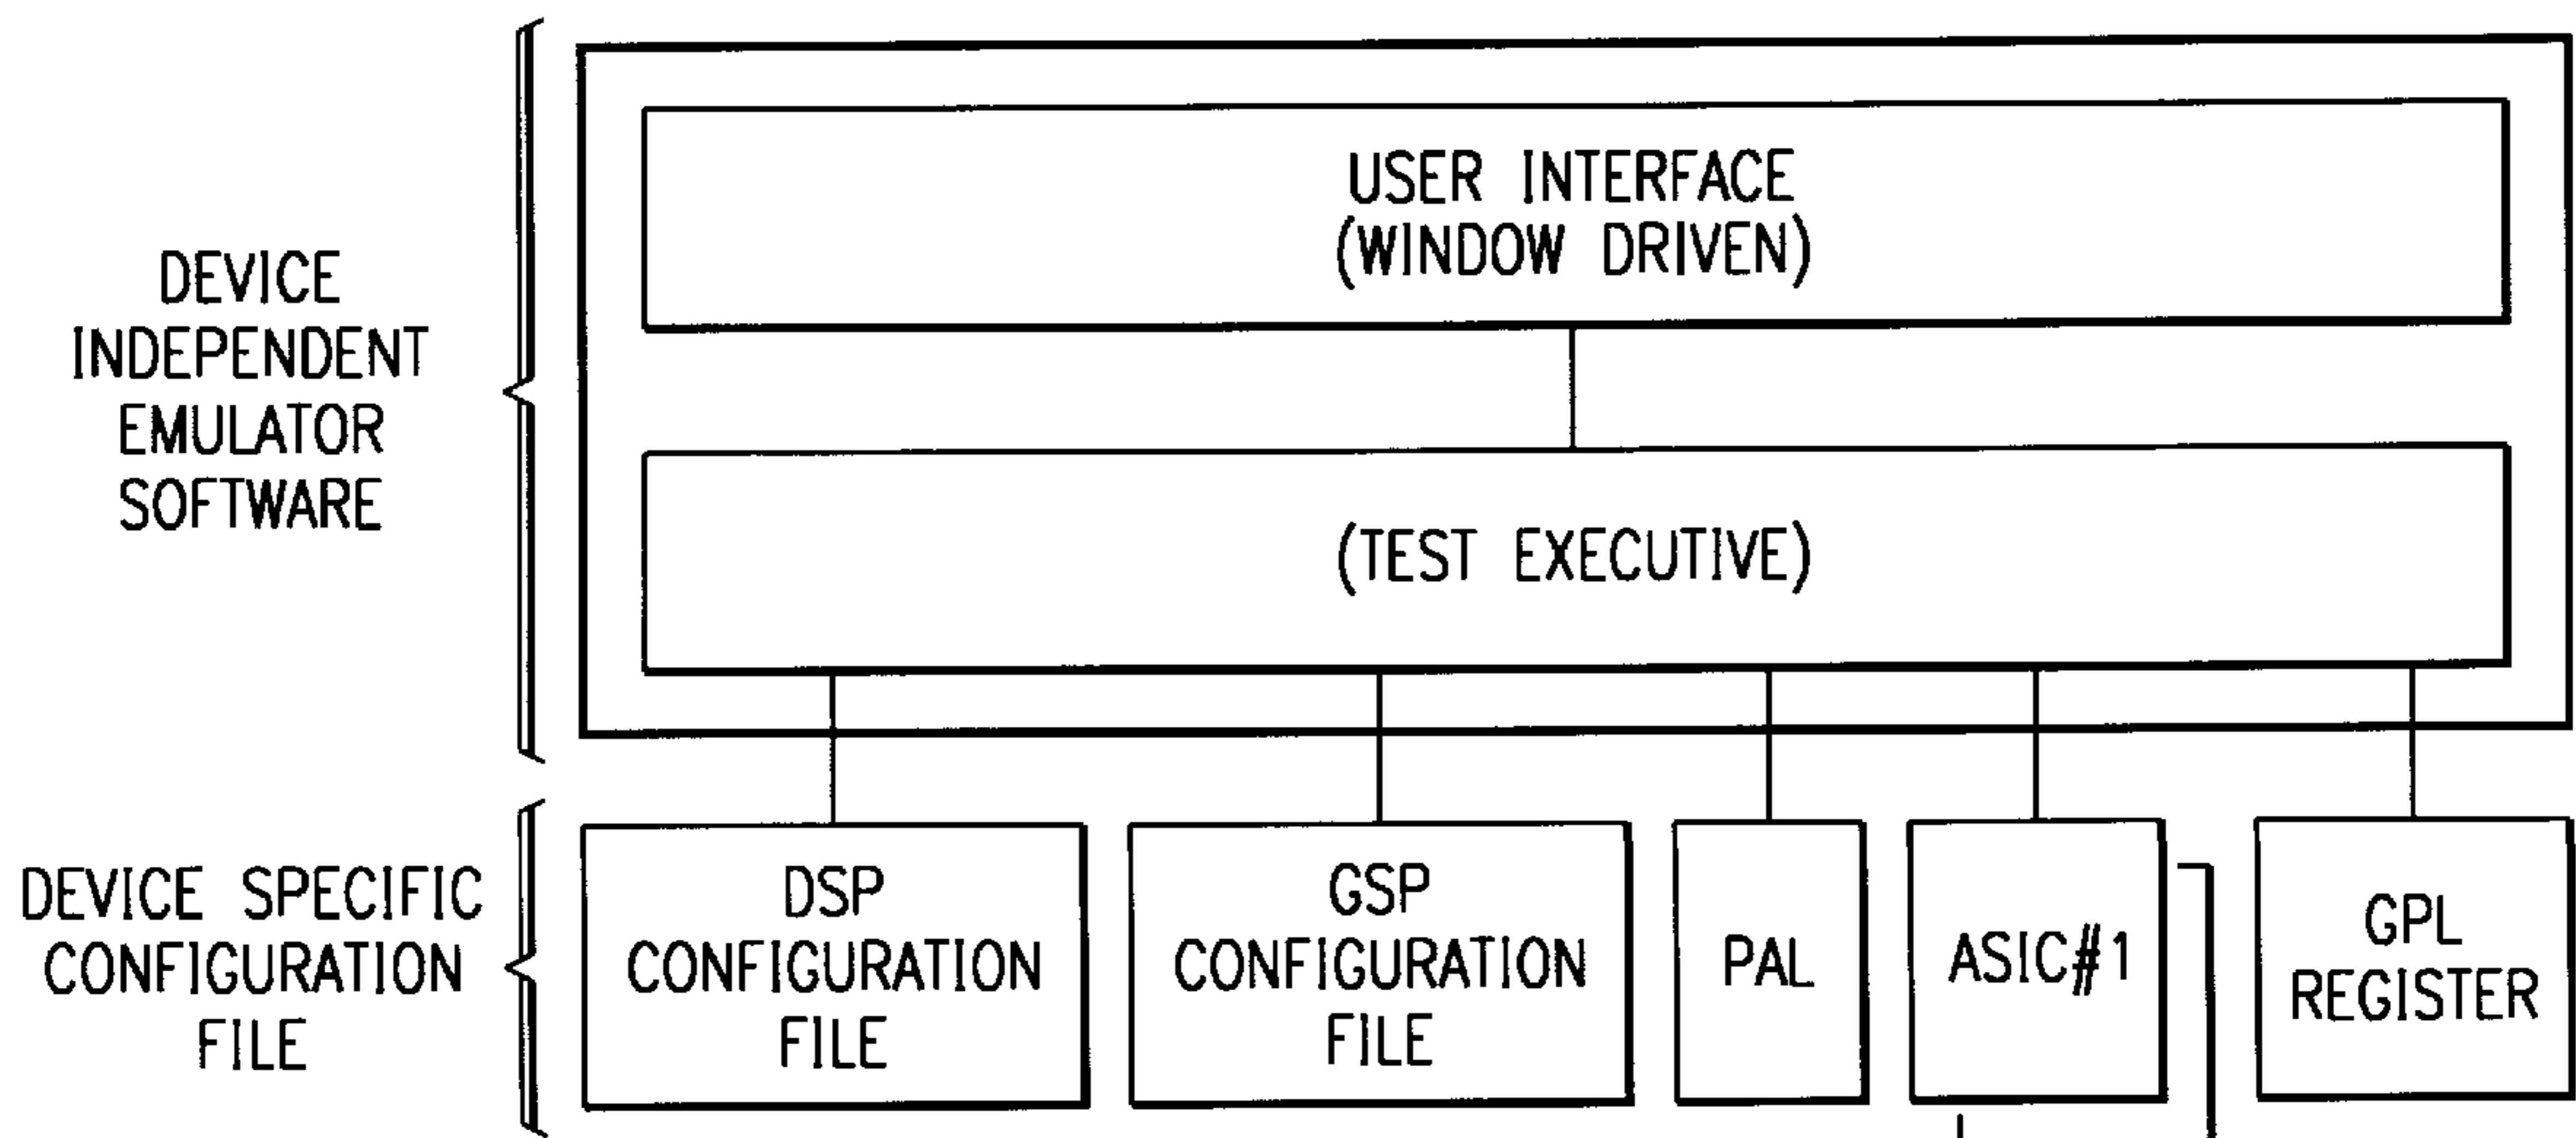 DEVICE
INDEPENDENT
EMULATOR
SOFTWARE
USER INTERFACE
(WINDOW DRIVEN)
(TEST EXECUTIVE)
DEVICE SPECIFIC
CONFIGURATION
FILE
DSP
CONFIGURATION
FILE
GSP
CONFIGURATION
FILE
PAL
ASIC#1
GPL
REGISTER